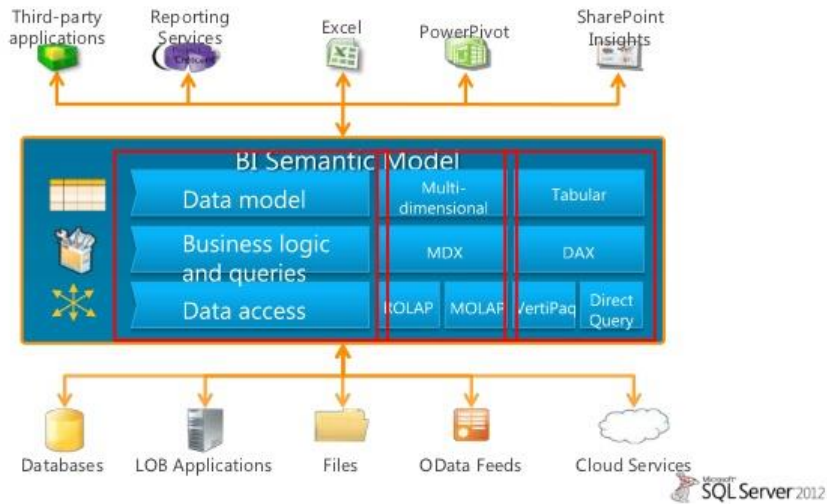 Third-party
applications
Reporting
Services
Excel
PowerPivot
SharePoint
Insights
BI Semantic Model
Data model
Multi-
dimensional
Tabular
Business logic
and queries
MDX
DAX
Data access
ROLAP
MOLAP
VertiPaq
Direct
Query
Databases
LOB Applications
Files
OData Feeds
Cloud Services
Microsoft
SQL Server 2012